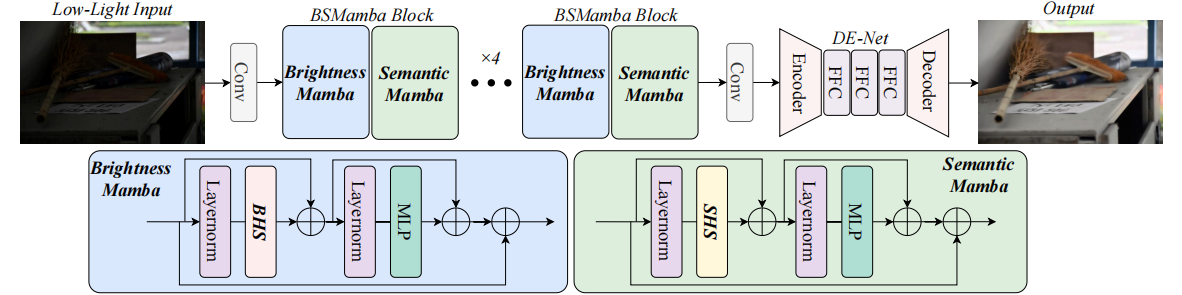 Low-Light Input
BSMamba Block
BSMamba Block
Output
Conv
Brightness
Mamba
Semantic
Mamba
×4
Brightness
Mamba
Semantic
Mamba
Conv
DE-Net
Encoder
FFC
FFC
FFC
Decoder
Brightness
Mamba
Layernorm
BHS
Layernorm
MLP
Semantic
Mamba
Layernorm
SHS
Layernorm
MLP